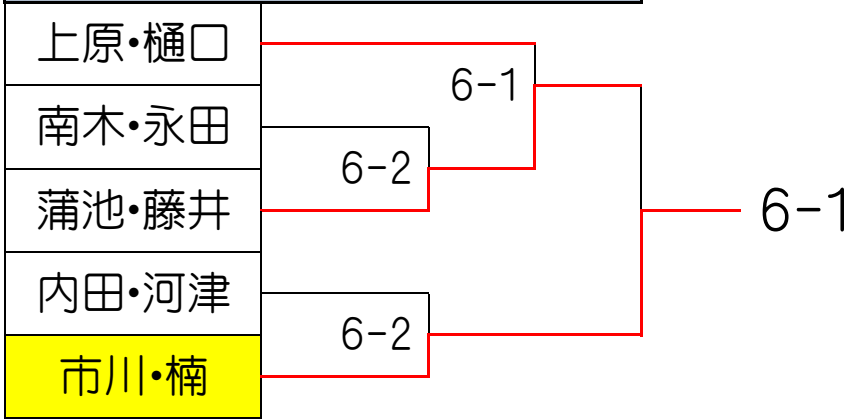 上原・樋口
6-1
南木・永田
6-2
蒲池・藤井
6-1
内田・河津
6-2
市川・楠